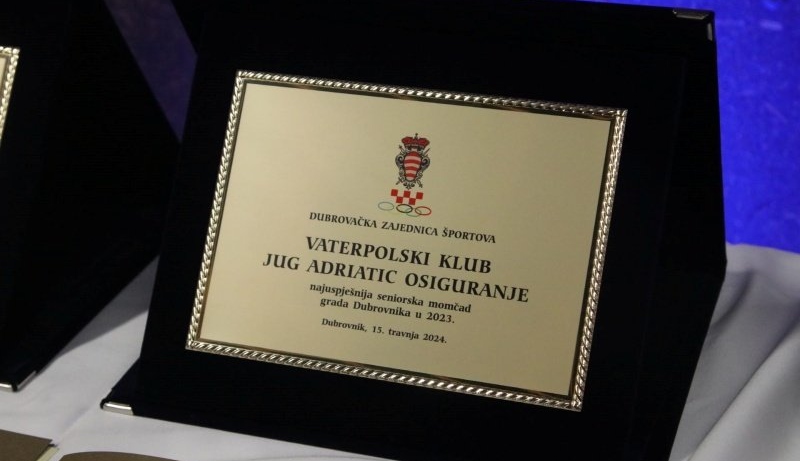 DUBROVAČKA ZAJEDNICA ŠPORTOVA
VATERPOLSKI KLUB
JUG ADRIATIC OSIGURANJE
najuspješnija seniorska momčad
grada Dubrovnika u 2023.
Dubrovnik, 15. travnja 2024.